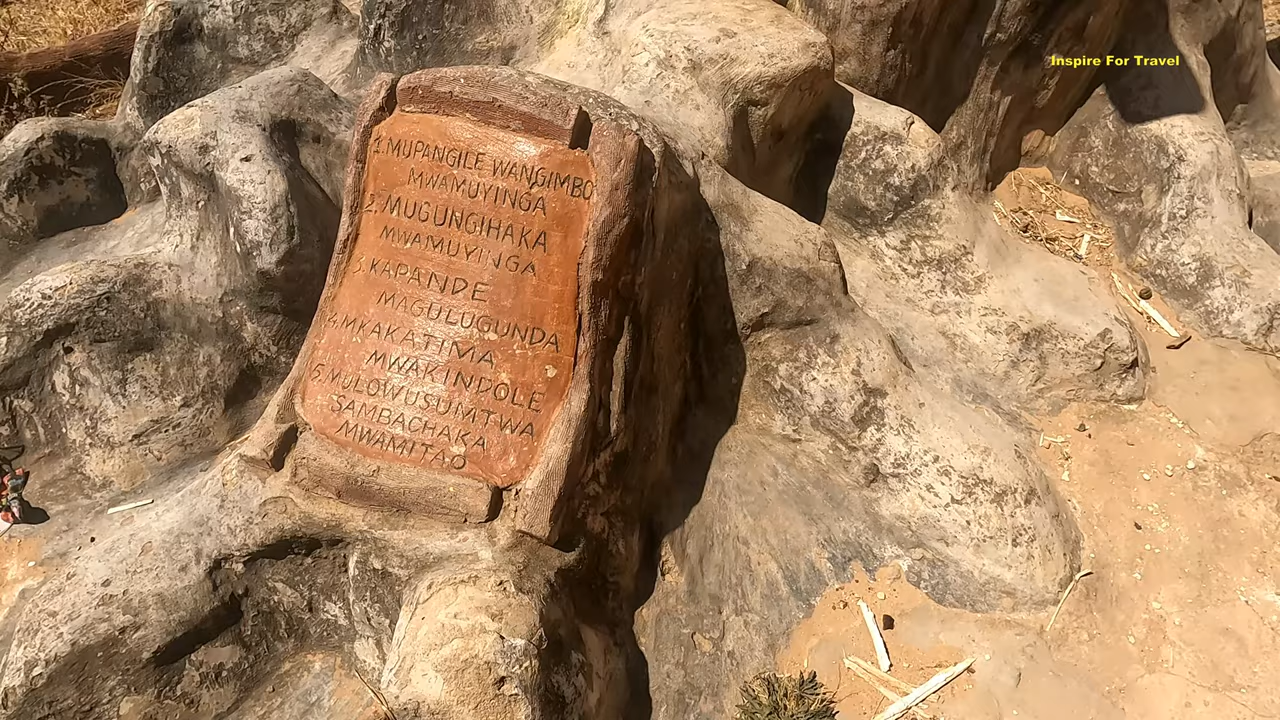 Inspire For Travel
1.MUPANGILE WANGIMBO
MWAMUYINGA
2. MUGUNGIHAKA
MWAMUYINGA
3.KAPANDE
MAGULUGUNDA
4.MKAKATIMA
MWAKINDOLE
5.MULOWUSUMTWA
SAMBACHAKA
MWAMITAO